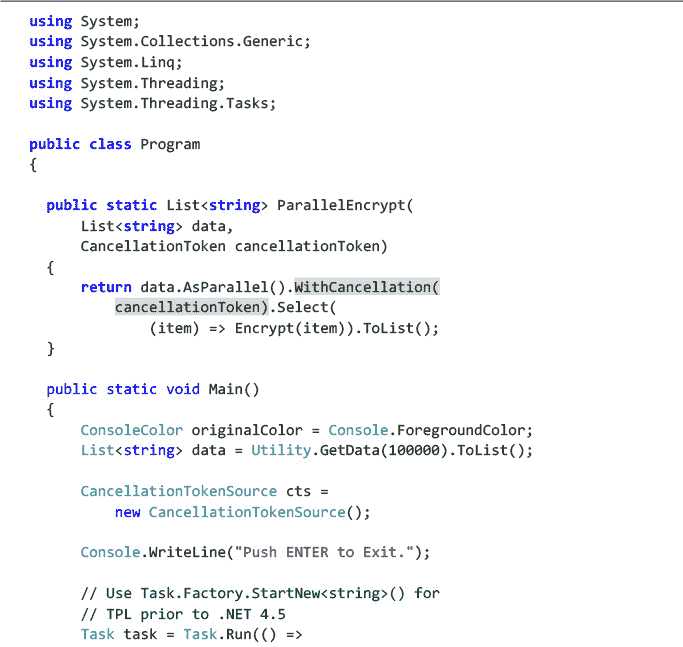 using System;
using System.Collections.Generic;
using System.Linq;
using System.Threading;
using System.Threading.Tasks;
public class Program
{
public static List<string> ParallelEncrypt(
List<string> data,
CancellationToken cancellationToken)
{
return data.AsParallel().WithCancellation(
cancellationToken).Select(
(item) => Encrypt(item)).ToList();
}
public static void Main()
{
ConsoleColor originalColor = Console.ForegroundColor;
List<string> data = Utility.GetData(100000).ToList();
CancellationTokenSource cts =
new CancellationTokenSource();
Console.WriteLine("Push ENTER to Exit.");
// Use Task.Factory.StartNew<string>() for
// TPL prior to .NET 4.5
Task task = Task.Run(() =>